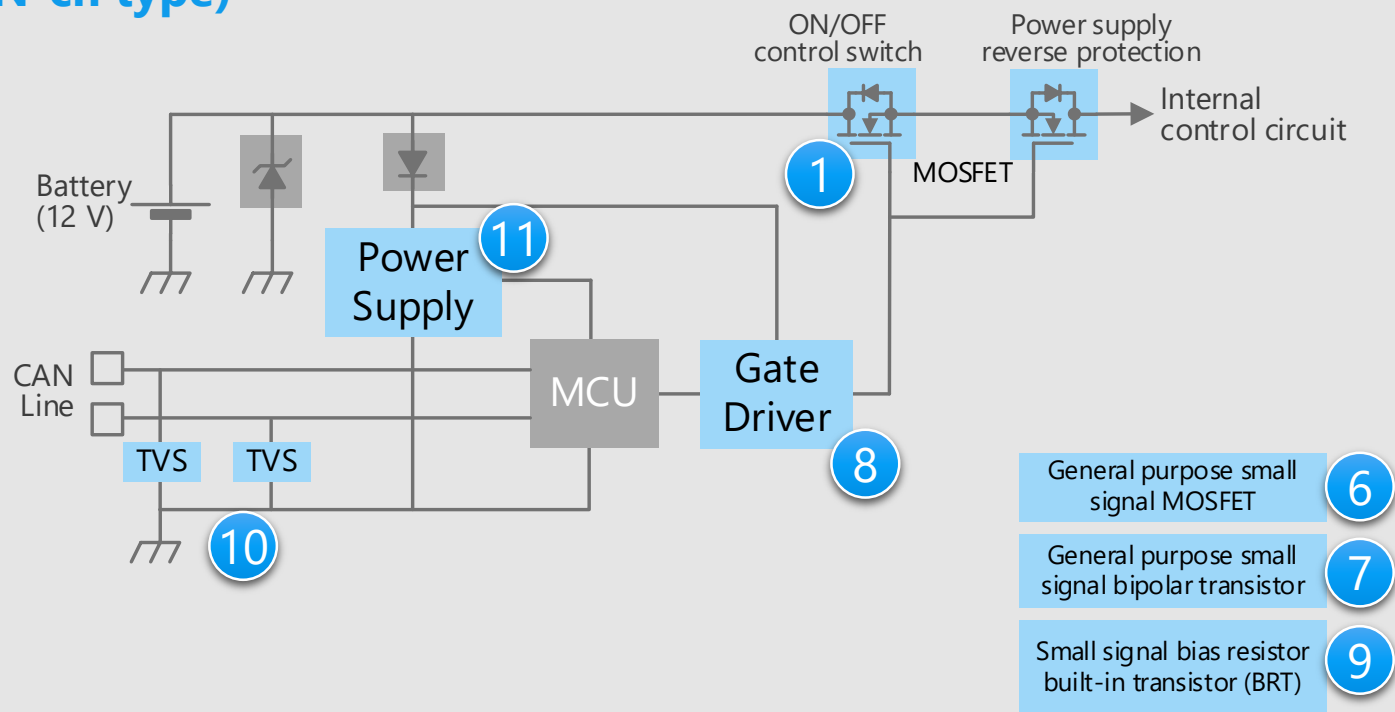 N-ch type)
ON/OFF
control switch
Power supply
reverse protection
Internal
control circuit
1
MOSFET
Battery
(12 V)
11
Power
Supply
CAN
Line
MCU
Gate
Driver
TVS
TVS
8
10
General purpose small
signal MOSFET
6
General purpose small
signal bipolar transistor
7
Small signal bias resistor
built-in transistor (BRT)
9